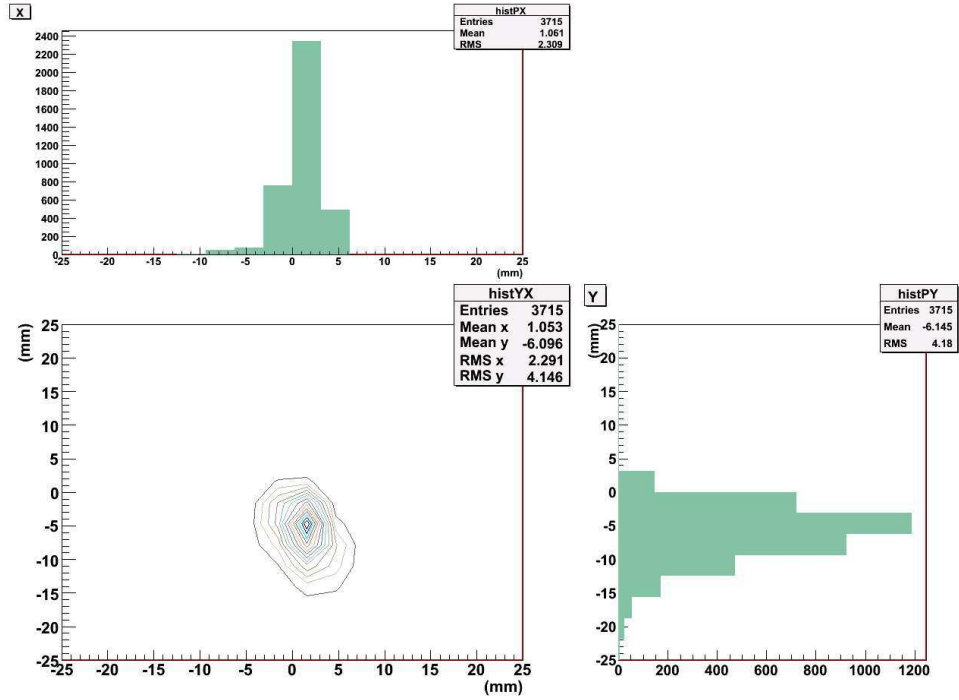 X
histPX
Entries 3715
Mean 1.061
RMS 2.309
2400
2200
2000
1800
1600
1400
1200
1000
800
600
400
200
0
-25 -20 -15 -10 -5 0 5 10 15 20 25
(mm)
histYX
Entries 3715
Mean x 1.053
Mean y -6.096
RMS x 2.291
RMS y 4.146
(mm)
25
20
15
10
5
0
-5
-10
-15
-20
-25
-25 -20 -15 -10 -5 0 5 10 15 20 25
(mm)
Y
histPY
Entries 3715
Mean -6.145
RMS 4.18
(mm)
25
20
15
10
5
0
-5
-10
-15
-20
-25
0 200 400 600 800 1000 1200